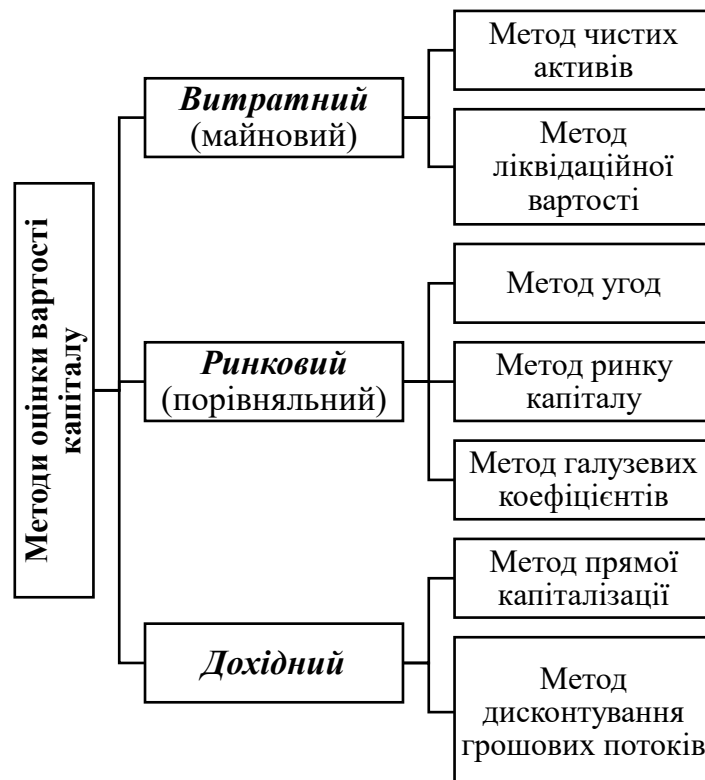 Методи оцінки вартості
капіталу
Витратний
(майновий)
Метод чистих
активів
Метод
ліквідаційної
вартості
Ринковий
(порівняльний)
Метод угод
Метод ринку
капіталу
Метод галузевих
коефіцієнтів
Дохідний
Метод прямої
капіталізації
Метод
дисконтування
грошових потоків